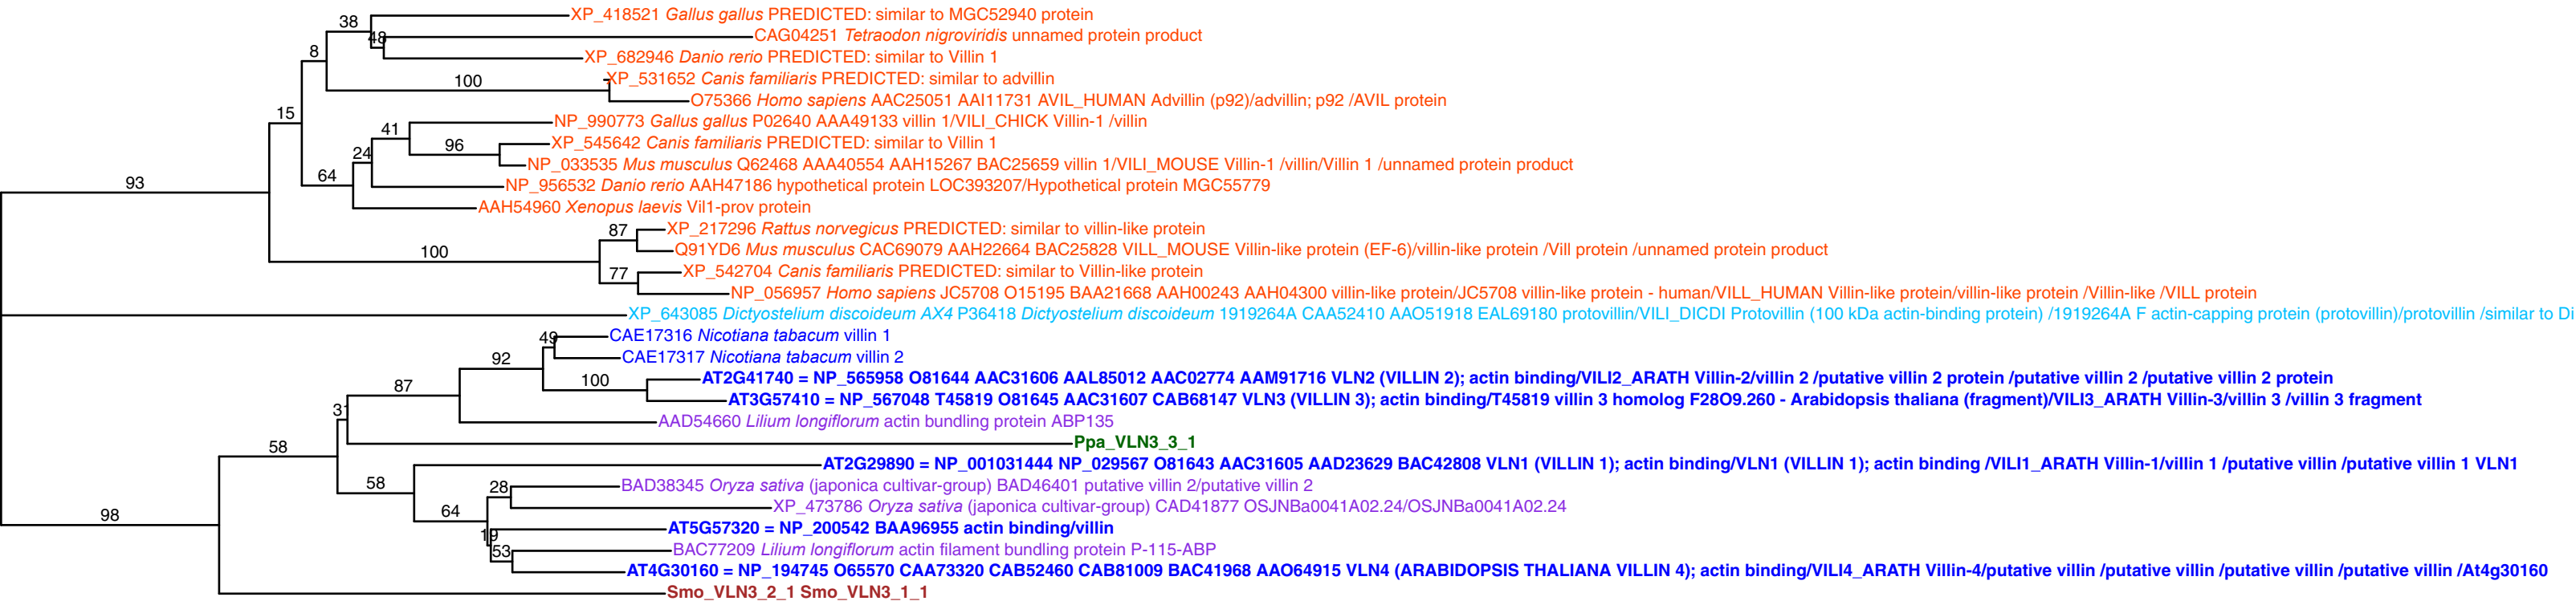 38
XP_418521 Gallus gallus PREDICTED: similar to MGC52940 protein
48
CAG04251 Tetraodon nigroviridis unnamed protein product
8
XP_682946 Danio rerio PREDICTED: similar to Villin 1
100
XP_531652 Canis familiaris PREDICTED: similar to advillin
O75366 Homo sapiens AAC25051 AAI11731 AVIL_HUMAN Advillin (p92)/advillin; p92 /AVIL protein
15
NP_990773 Gallus gallus P02640 AAA49133 villin 1/VILI_CHICK Villin-1 /villin
41
96
XP_545642 Canis familiaris PREDICTED: similar to Villin 1
24
NP_033535 Mus musculus Q62468 AAA40554 AAH15267 BAC25659 villin 1/VILI_MOUSE Villin-1 /villin/Villin 1 /unnamed protein product
64
NP_956532 Danio rerio AAH47186 hypothetical protein LOC393207/Hypothetical protein MGC55779
93
AAH54960 Xenopus laevis Vil1-prov protein
87
XP_217296 Rattus norvegicus PREDICTED: similar to villin-like protein
100
Q91YD6 Mus musculus CAC69079 AAH22664 BAC25828 VILL_MOUSE Villin-like protein (EF-6)/villin-like protein /Vill protein /unnamed protein product
77
XP_542704 Canis familiaris PREDICTED: similar to Villin-like protein
NP_056957 Homo sapiens JC5708 O15195 BAA21668 AAH00243 AAH04300 villin-like protein/JC5708 villin-like protein - human/VILL_HUMAN Villin-like protein/villin-like protein /Villin-like /VILL protein
XP_643085 Dictyostelium discoideum AX4 P36418 Dictyostelium discoideum 1919264A CAA52410 AAO51918 EAL69180 protovillin/VILI_DICDI Protovillin (100 kDa actin-binding protein) /1919264A F actin-capping protein (protovillin)/protovillin /similar to Di
49
CAE17316 Nicotiana tabacum villin 1
92
CAE17317 Nicotiana tabacum villin 2
100
AT2G41740 = NP_565958 O81644 AAC31606 AAL85012 AAC02774 AAM91716 VLN2 (VILLIN 2); actin binding/VILI2_ARATH Villin-2/villin 2 /putative villin 2 protein /putative villin 2 /putative villin 2 protein
87
AT3G57410 = NP_567048 T45819 O81645 AAC31607 CAB68147 VLN3 (VILLIN 3); actin binding/T45819 villin 3 homolog F28O9.260 - Arabidopsis thaliana (fragment)/VILI3_ARATH Villin-3/villin 3 /villin 3 fragment
31
AAD54660 Lilium longiflorum actin bundling protein ABP135
58
Ppa_VLN3_3_1
AT2G29890 = NP_001031444 NP_029567 O81643 AAC31605 AAD23629 BAC42808 VLN1 (VILLIN 1); actin binding/VLN1 (VILLIN 1); actin binding /VILI1_ARATH Villin-1/villin 1 /putative villin /putative villin 1 VLN1
58
28
BAD38345 Oryza sativa (japonica cultivar-group) BAD46401 putative villin 2/putative villin 2
64
XP_473786 Oryza sativa (japonica cultivar-group) CAD41877 OSJNBa0041A02.24/OSJNBa0041A02.24
98
19
AT5G57320 = NP_200542 BAA96955 actin binding/villin
53
BAC77209 Lilium longiflorum actin filament bundling protein P-115-ABP
AT4G30160 = NP_194745 O65570 CAA73320 CAB52460 CAB81009 BAC41968 AAO64915 VLN4 (ARABIDOPSIS THALIANA VILLIN 4); actin binding/VILI4_ARATH Villin-4/putative villin /putative villin /putative villin /putative villin /At4g30160
Smo_VLN3_2_1 Smo_VLN3_1_1